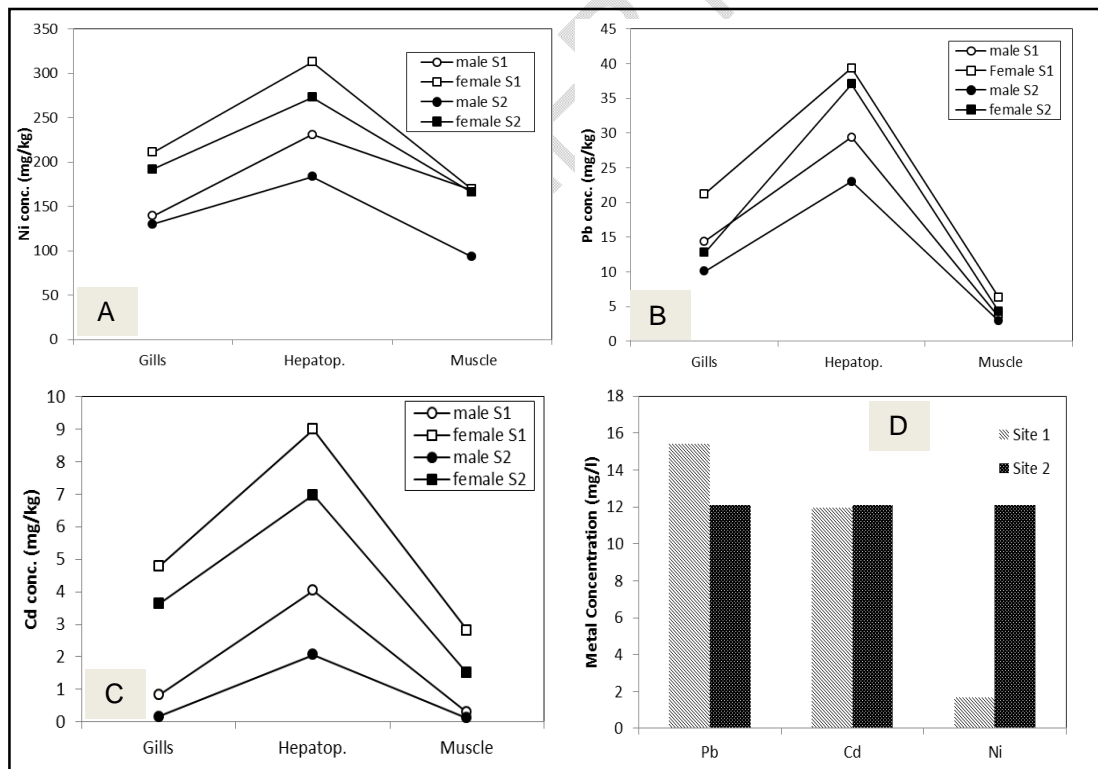 350
300
250
200
150
100
50
0
Ni conc. (mg/kg)
Gills Hepatop. Muscle
male S1
female S1
male S2
female S2
A
45
40
35
30
25
20
15
10
5
0
Pb conc. (mg/kg)
Gills Hepatop. Muscle
male S1
Female S1
male S2
female S2
B
10
9
8
7
6
5
4
3
2
1
0
Cd conc. (mg/kg)
Gills Hepatop. Muscle
male S1
female S1
male S2
female S2
C
18
16
14
12
10
8
6
4
2
0
Metal Concentration (mg/l)
Pb Cd Ni
Site 1
Site 2
D